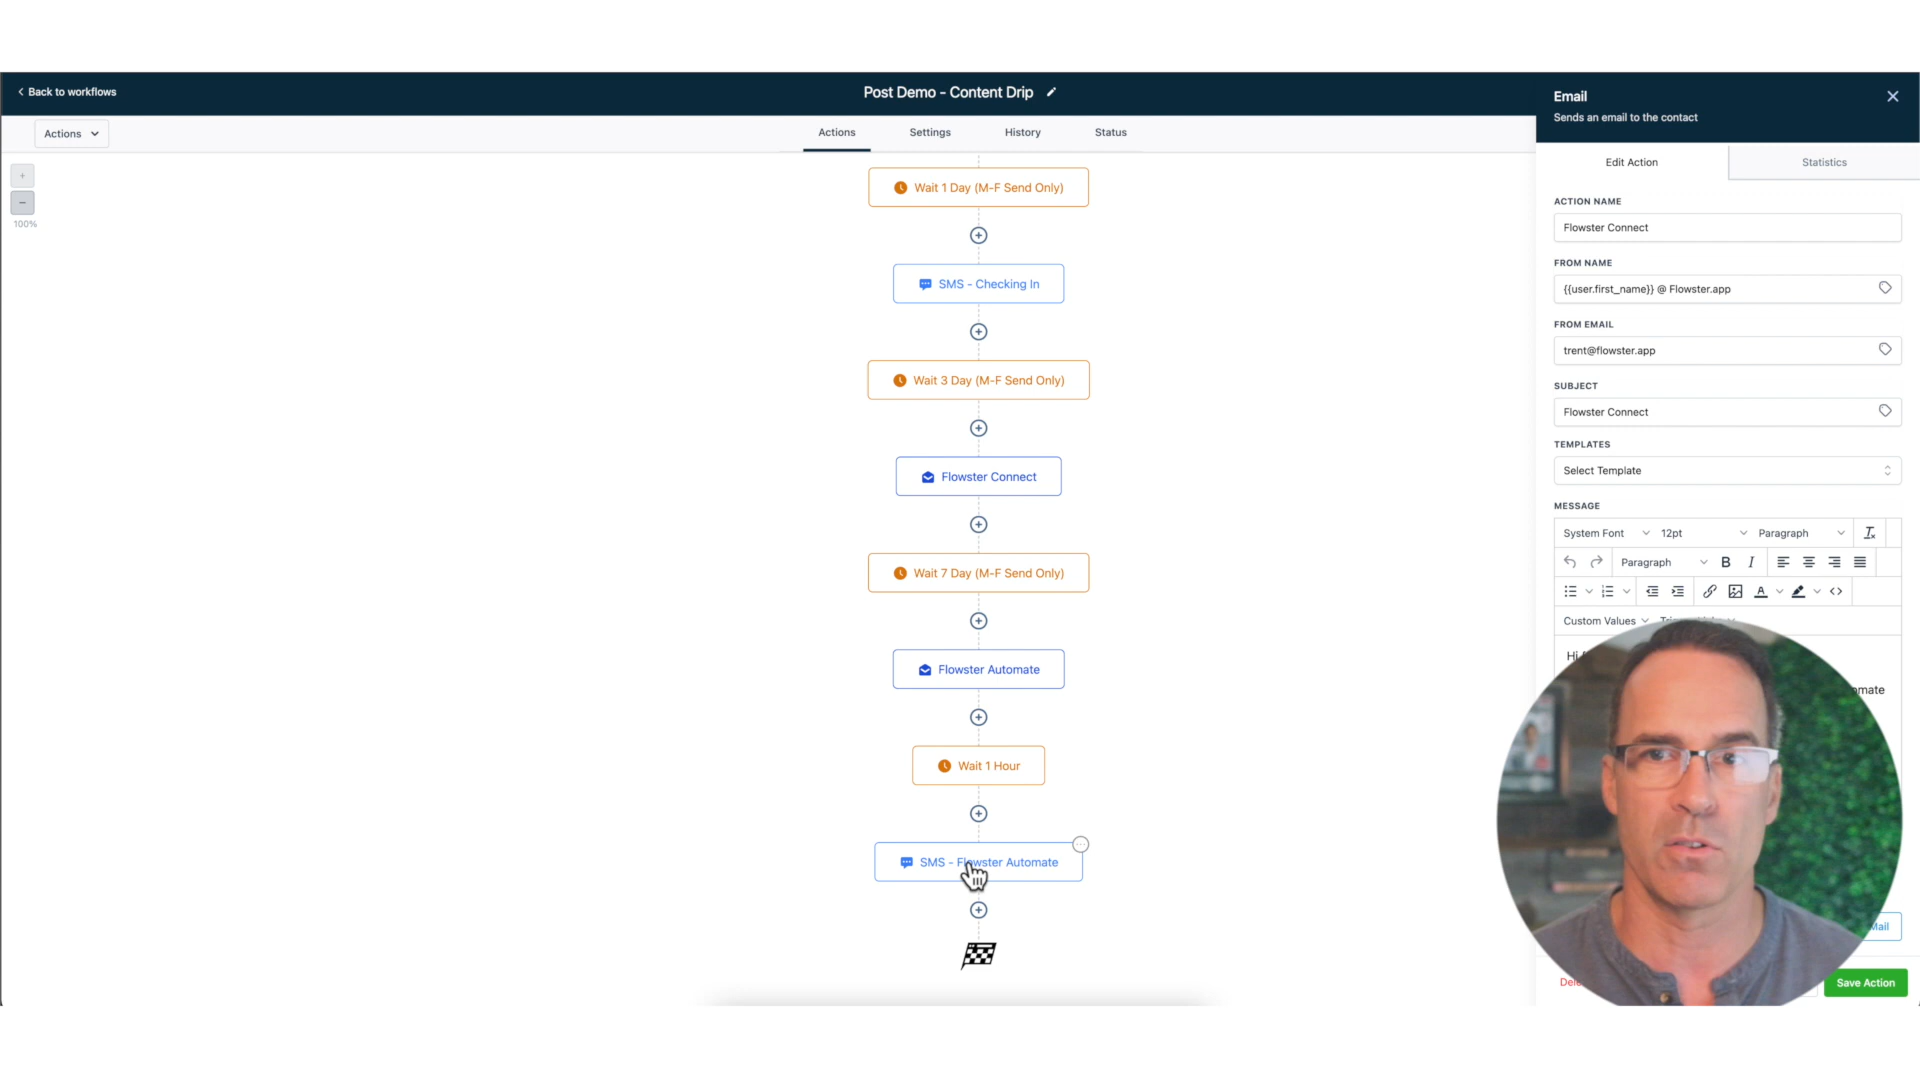 Back to workflows
Post Demo - Content Drip
Actions
Actions
Settings
History
Status
100%
Wait 1 Day (M-F Send Only)
SMS - Checking In
Wait 3 Day (M-F Send Only)
Flowster Connect
Wait 7 Day (M-F Send Only)
Flowster Automate
Wait 1 Hour
SMS - Flowster Automate
Email
Sends an email to the contact
Edit Action
Statistics
ACTION NAME
Flowster Connect
FROM NAME
{{user.first_name}} @ Flowster.app
FROM EMAIL
trent@flowster.app
SUBJECT
Flowster Connect
TEMPLATES
Select Template
MESSAGE
System Font 12pt Paragraph
Paragraph B I
Custom Values
Hi
Save Action